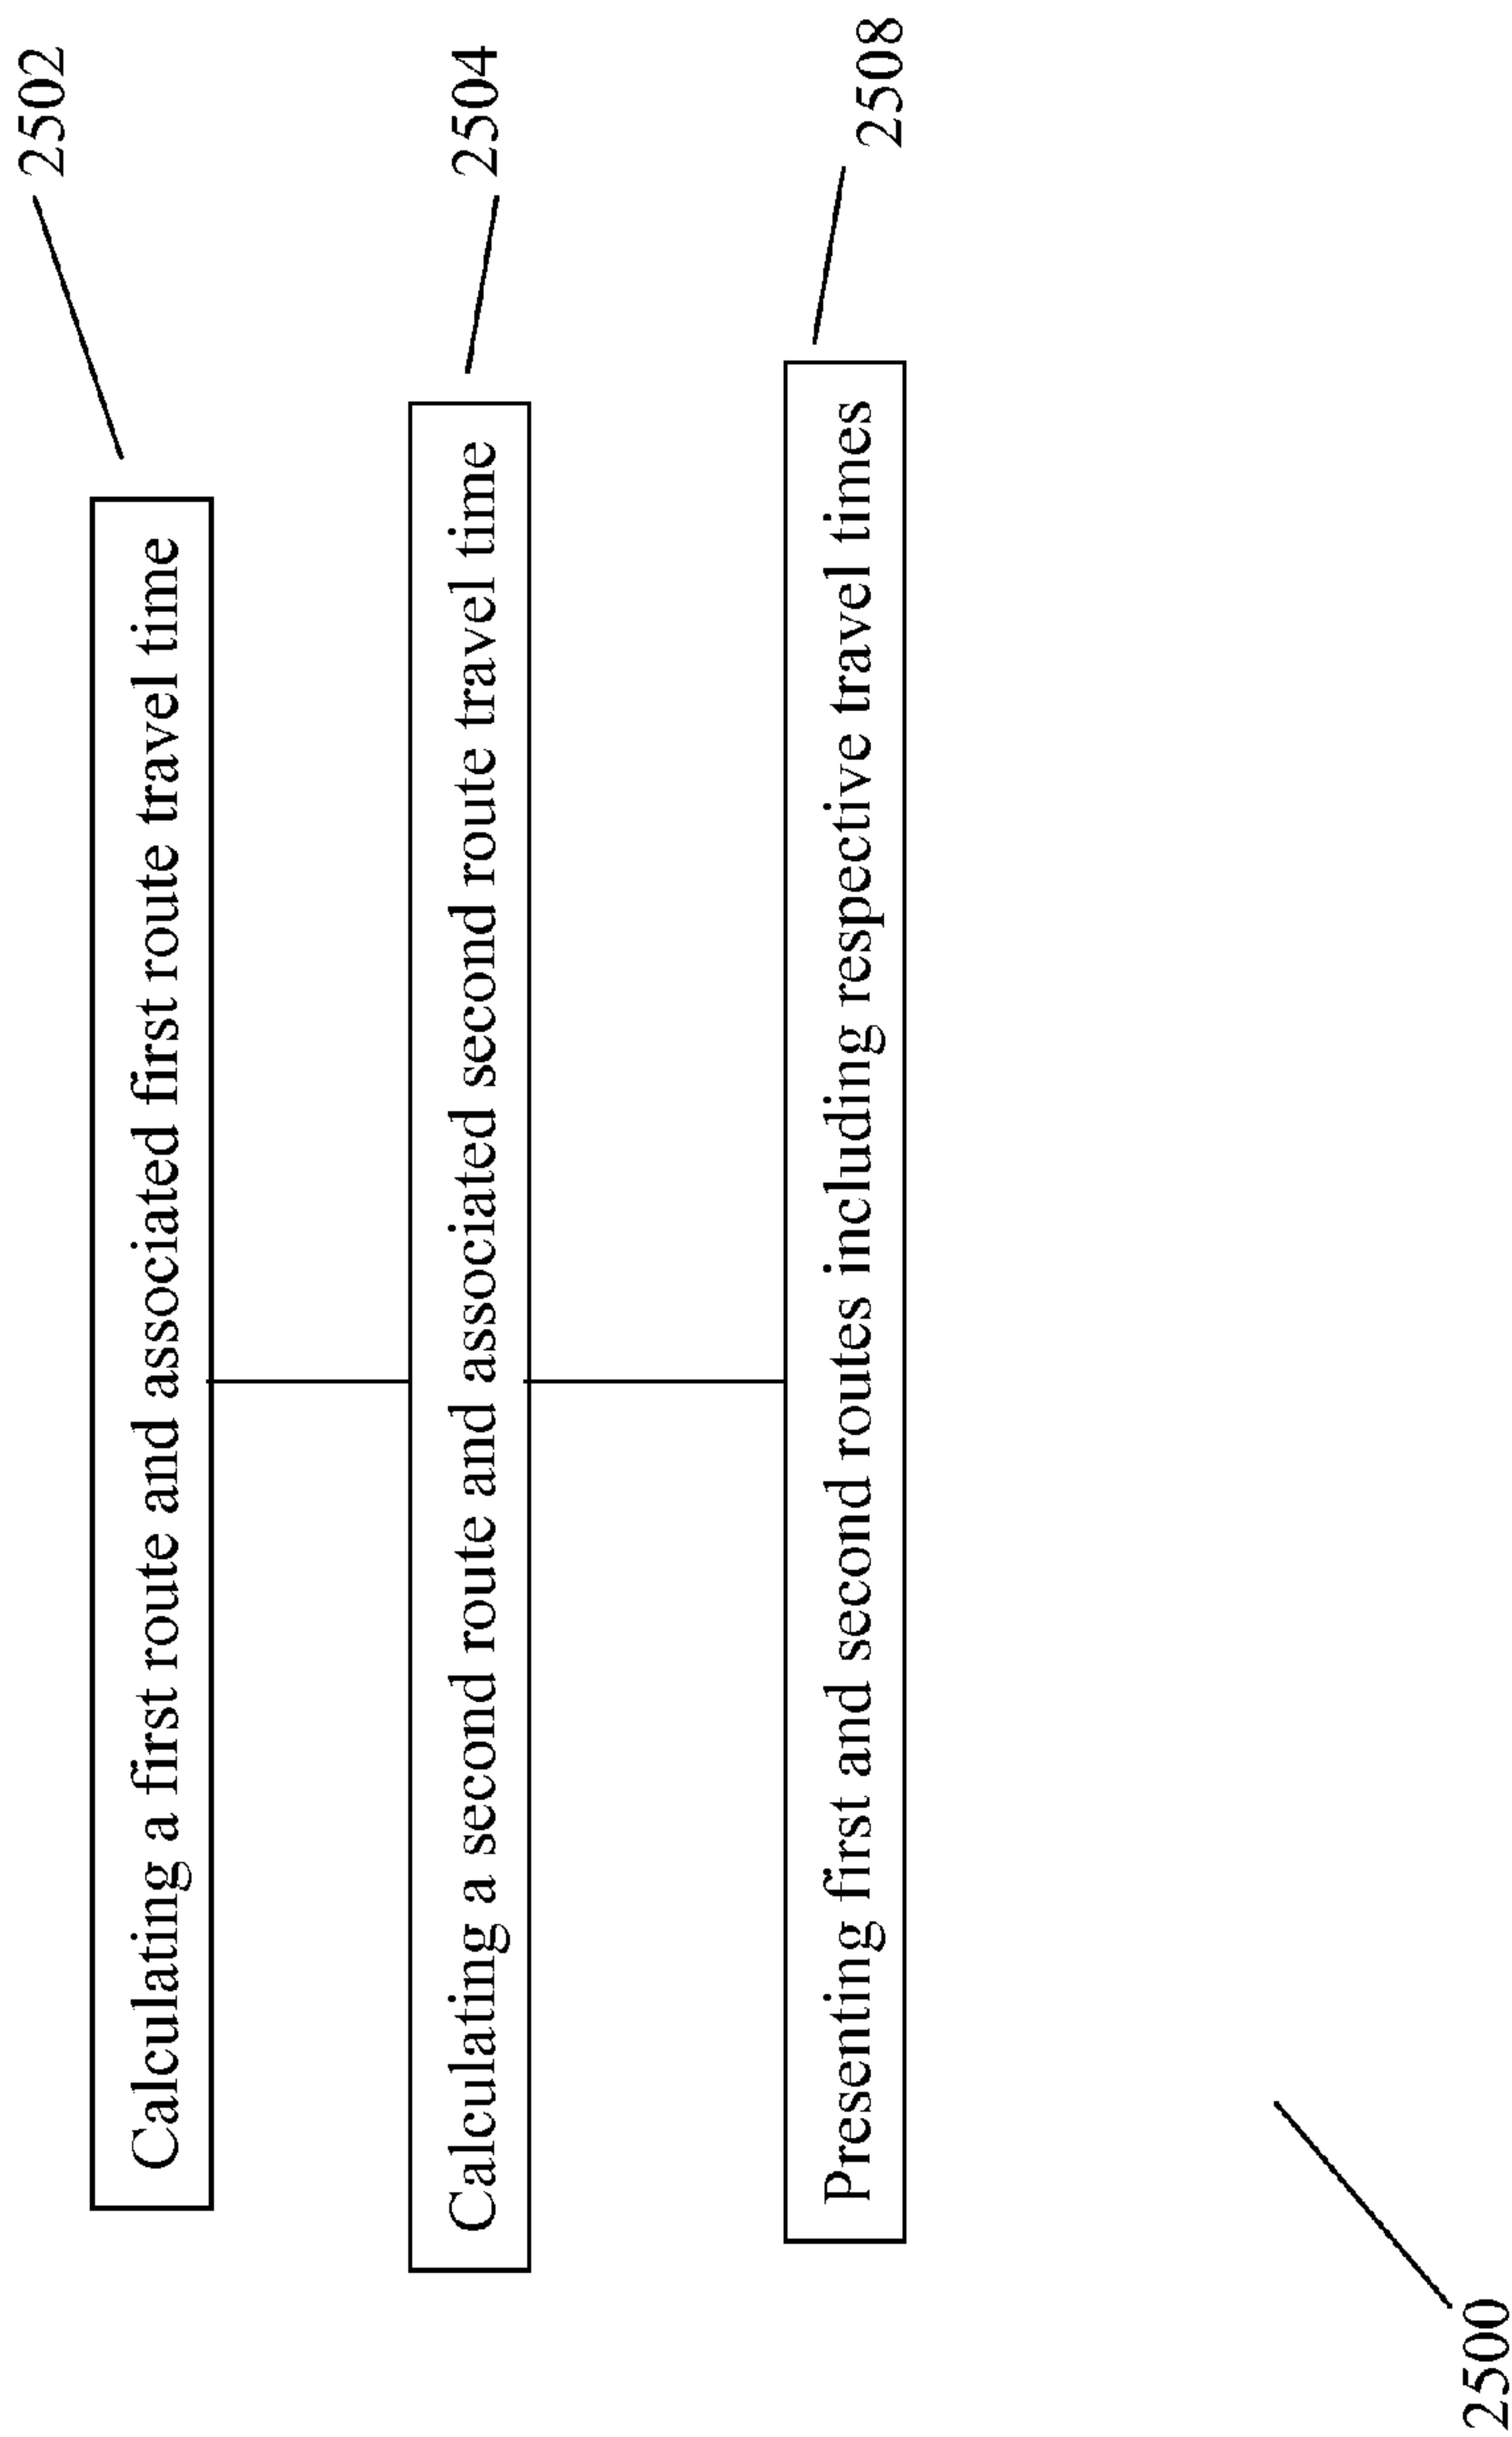 Calculating a first route and associated first route travel time
2502
Calculating a second route and associated second route travel time
2504
Presenting first and second routes including respective travel times
2508
2500